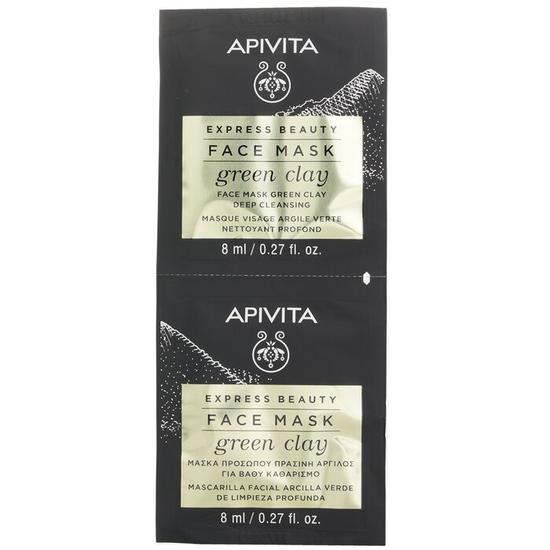 APIVITA
EXPRESS BEAUTY
FACE MASK
green clay
FACE MASK GREEN CLAY
DEEP CLEANSING
MASQUE VISAGE ARGILE VERTE
NETTOYANT PROFOND
8 ml / 0.27 fl. oz.
APIVITA
EXPRESS BEAUTY
FACE MASK
green clay
ΜΑΣΚΑ ΠΡΟΣΩΠΟΥ ΠΡΑΣΙΝΗ ΑΡΓΙΛΟΣ
ΓΙΑ ΒΑΘΥ ΚΑΘΑΡΙΣΜΟ
MASCARILLA FACIAL ARCILLA VERDE
DE LIMPIEZA PROFUNDA
8 ml / 0.27 fl. oz.